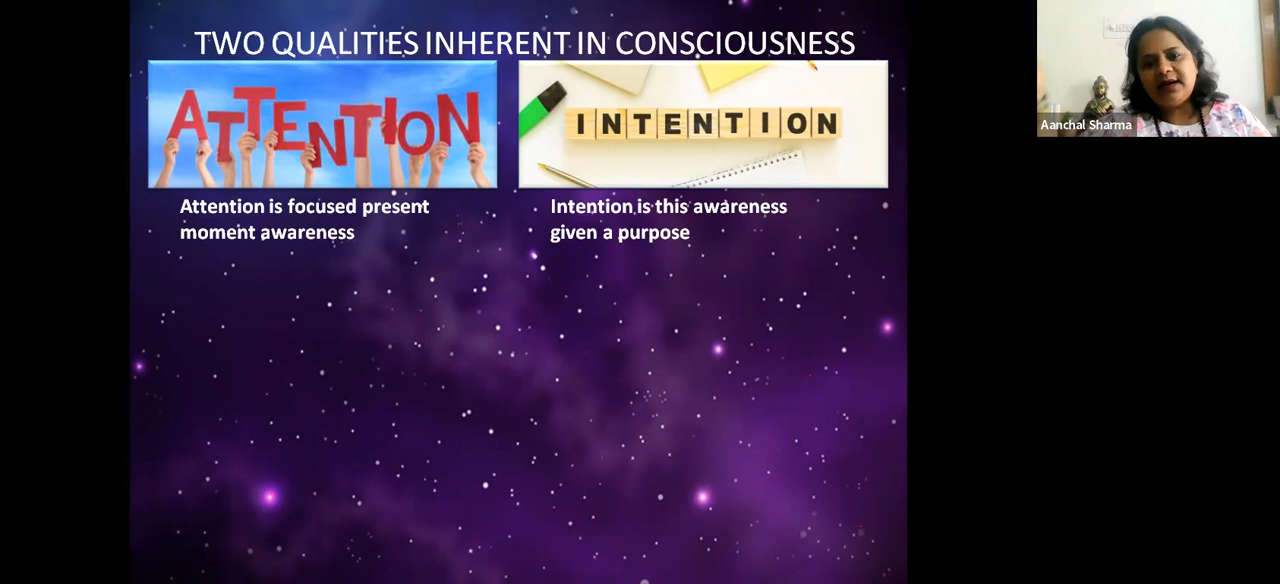 TWO QUALITIES INHERENT IN CONSCIOUSNESS
ATTENTION
INTENTION
Attention is focused present
moment awareness
Intention is this awareness
given a purpose
Aanchal Sharma